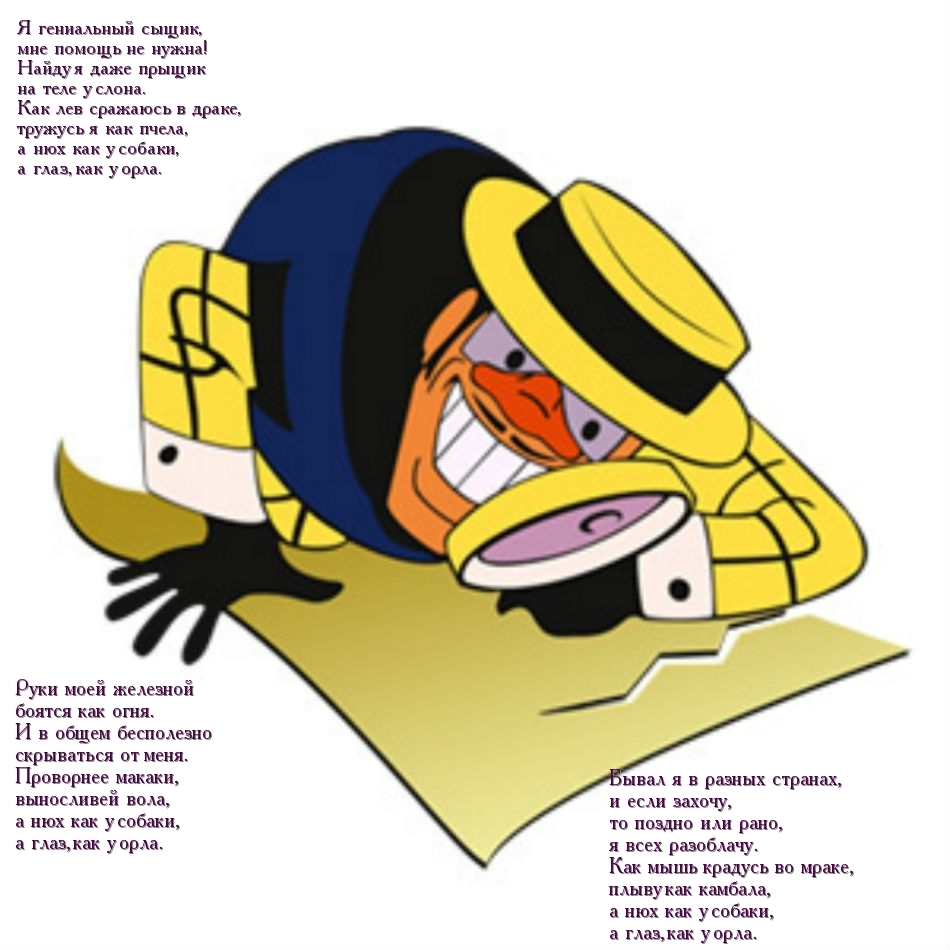 Я гениальный сыщик,
мне помощь не нужна!
Найду я даже прыщик
на теле у слона.
Как лев сражаюсь в драке,
тружусь я как пчела,
а нюх как у собаки,
а глаз, как у орла.
Руки моей железной
боятся как огня.
И в общем бесполезно
скрываться от меня.
Проворнее макаки,
выносливей вола,
а нюх как у собаки,
а глаз, как у орла.
Бывал я в разных странах,
и если захочу,
то поздно или рано,
я всех разоблачу.
Как мышь крадусь во мраке,
плыву как камбала,
а нюх как у собаки,
а глаз, как у орла.